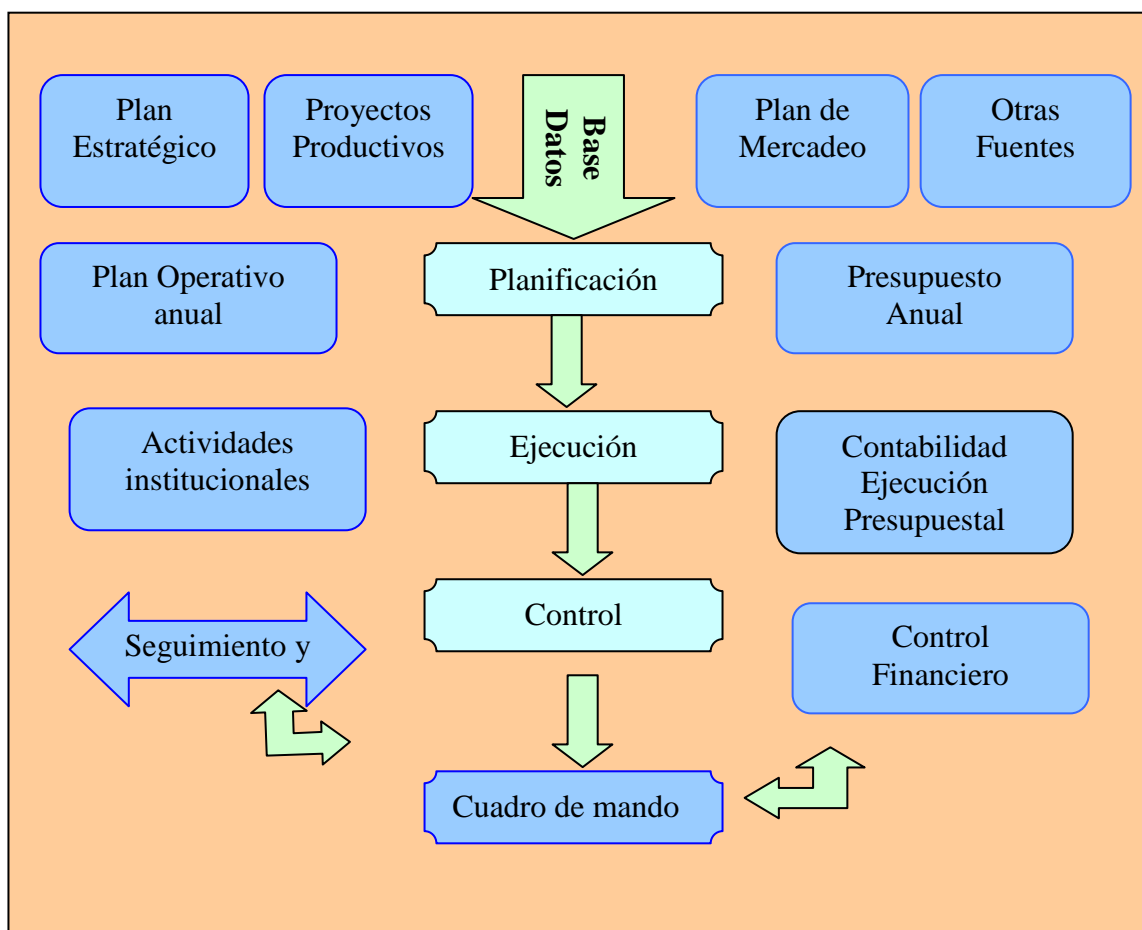 Plan
Estratégico
Proyectos
Productivos
Base
Datos
Plan de
Mercadeo
Otras
Fuentes
Plan Operativo
anual
Planificación
Presupuesto
Anual
Actividades
institucionales
Ejecución
Contabilidad
Ejecución
Presupuestal
Seguimiento y
Control
Control
Financiero
Cuadro de mando